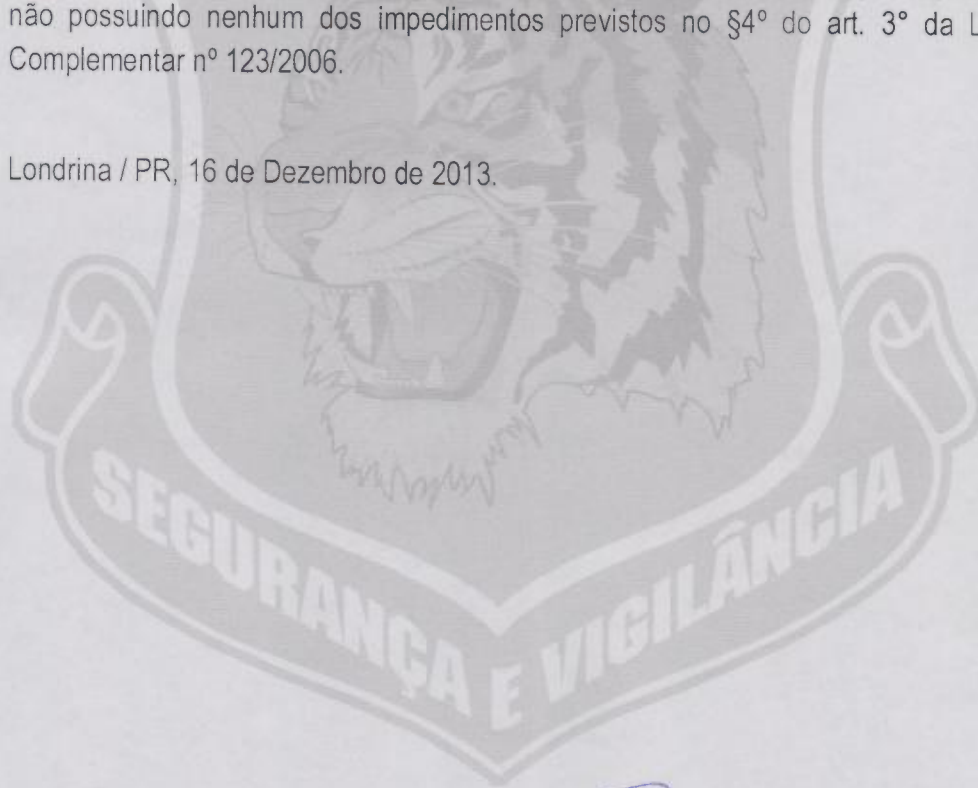 não possuindo nenhum dos impedimentos previstos no §4º do art. 3° da L
Complementar nº 123/2006.
Londrina / PR, 16 de Dezembro de 2013.
SEGURANÇA E VIGILÂNCIA